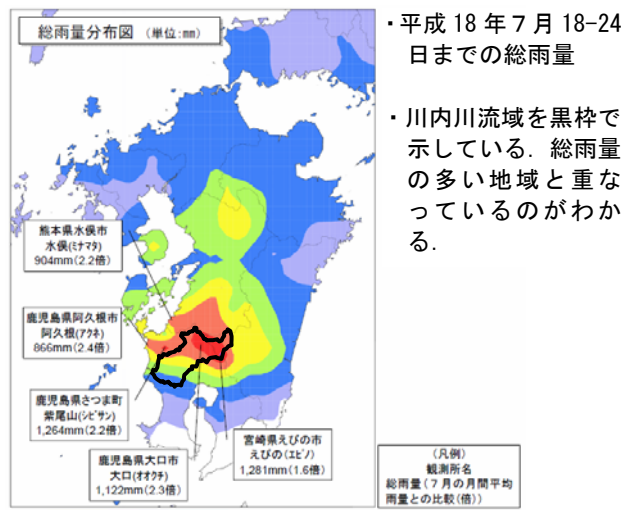 総雨量分布図 （単位:mm）
・平成 18 年７月 18-24
日までの総雨量
・川内川流域を黒枠で
示している. 総雨量
の多い地域と重な
っているのがわか
る.
熊本県水俣市
水俣(ミナマタ)
904mm(2.2倍)
鹿児島県阿久根市
阿久根(アクネ)
866mm(2.4倍)
鹿児島県さつま町
紫尾山(シビサン)
1,264mm(2.2倍)
鹿児島県大口市
大口(オオクチ)
1,122mm(2.3倍)
宮崎県えびの市
えびの(エビノ)
1,281mm(1.6倍)
（凡例）
観測所名
総雨量（７月の月間平均
雨量との比較(倍)）